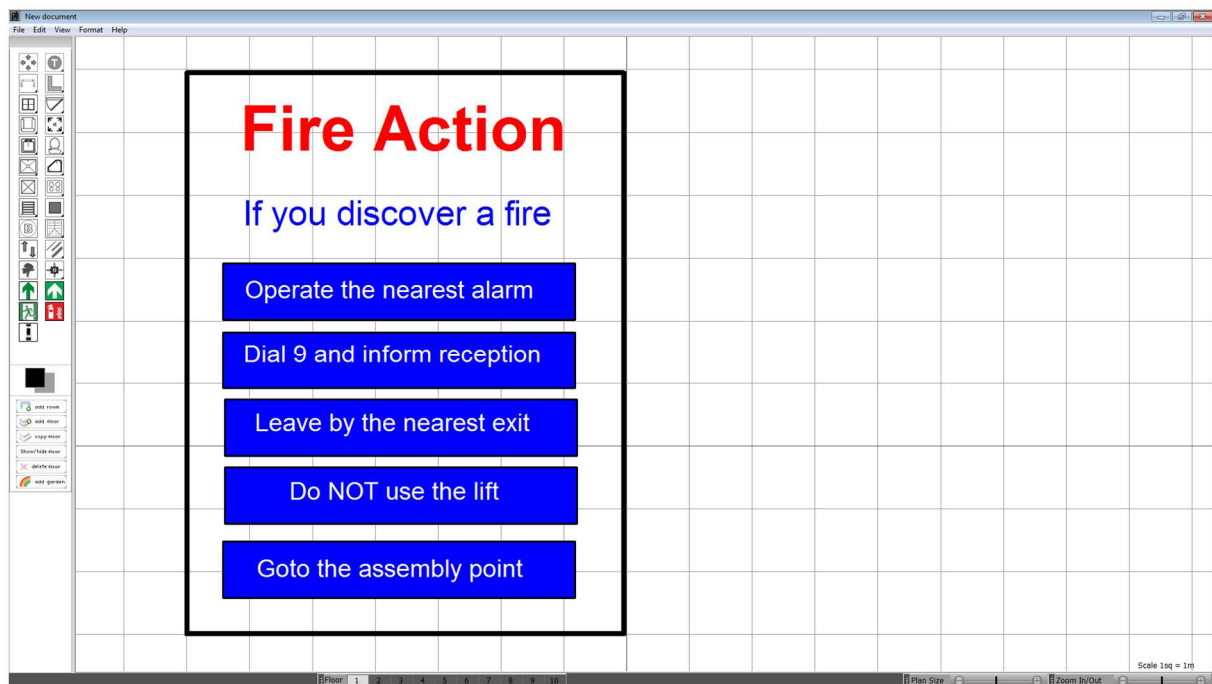 New document
File Edit View Format Help
T
Fire Action
If you discover a fire
Operate the nearest alarm
Dial 9 and inform reception
Leave by the nearest exit
Do NOT use the lift
Goto the assembly point
B
add room
add floor
copy floor
Show/hide floor
delete floor
add garden
Scale 1sq = 1m
Floor 1 2 3 4 5 6 7 8 9 10
Plan Size
Zoom In/Out